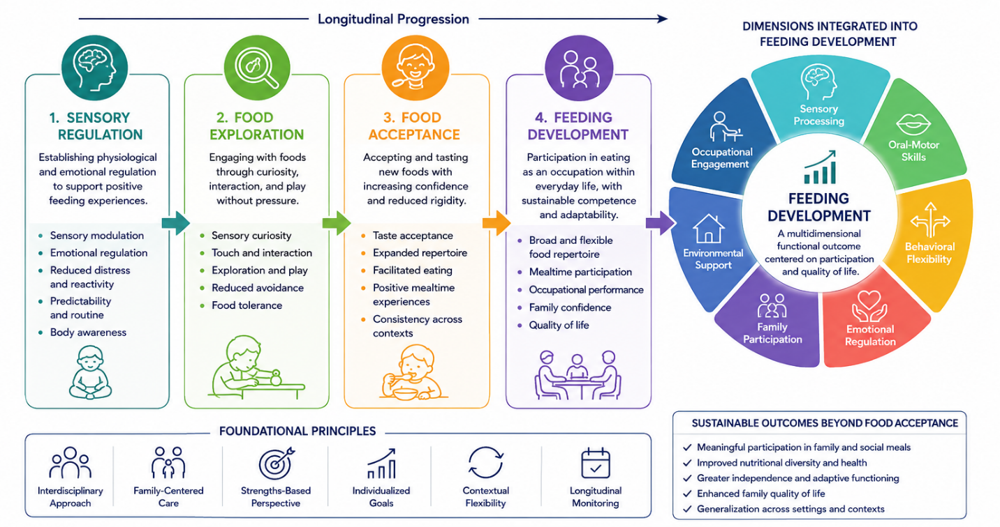 Longitudinal Progression
1. SENSORY
REGULATION
Establishing physiological
and emotional regulation
to support positive
feeding experiences.
• Sensory modulation
• Emotional regulation
• Reduced distress
and reactivity
• Predictability
and routine
• Body awareness
2. FOOD
EXPLORATION
Engaging with foods
through curiosity,
interaction, and play
without pressure.
• Sensory curiosity
• Touch and interaction
• Exploration and play
• Reduced avoidance
• Food tolerance
3. FOOD
ACCEPTANCE
Accepting and tasting
new foods with
increasing confidence
and reduced rigidity.
• Taste acceptance
• Expanded repertoire
• Facilitated eating
• Positive mealtime
experiences
• Consistency across
contexts
4. FEEDING
DEVELOPMENT
Participation in eating
as an occupation within
everyday life, with
sustainable competence
and adaptability.
• Broad and flexible
food repertoire
• Mealtime participation
• Occupational performance
• Family confidence
• Quality of life
DIMENSIONS INTEGRATED INTO
FEEDING DEVELOPMENT
Sensory
Processing
Oral-Motor
Skills
Behavioral
Flexibility
Emotional
Regulation
Family
Participation
Environmental
Support
Occupational
Engagement
FEEDING
DEVELOPMENT
A multidimensional
functional outcome
centered on participation
and quality of life.
FOUNDATIONAL PRINCIPLES
Interdisciplinary
Approach
Family-Centered
Care
Strengths-Based
Perspective
Individualized
Goals
Contextual
Flexibility
Longitudinal
Monitoring
SUSTAINABLE OUTCOMES BEYOND FOOD ACCEPTANCE
✓ Meaningful participation in family and social meals
✓ Improved nutritional diversity and health
✓ Greater independence and adaptive functioning
✓ Enhanced family quality of life
✓ Generalization across settings and contexts